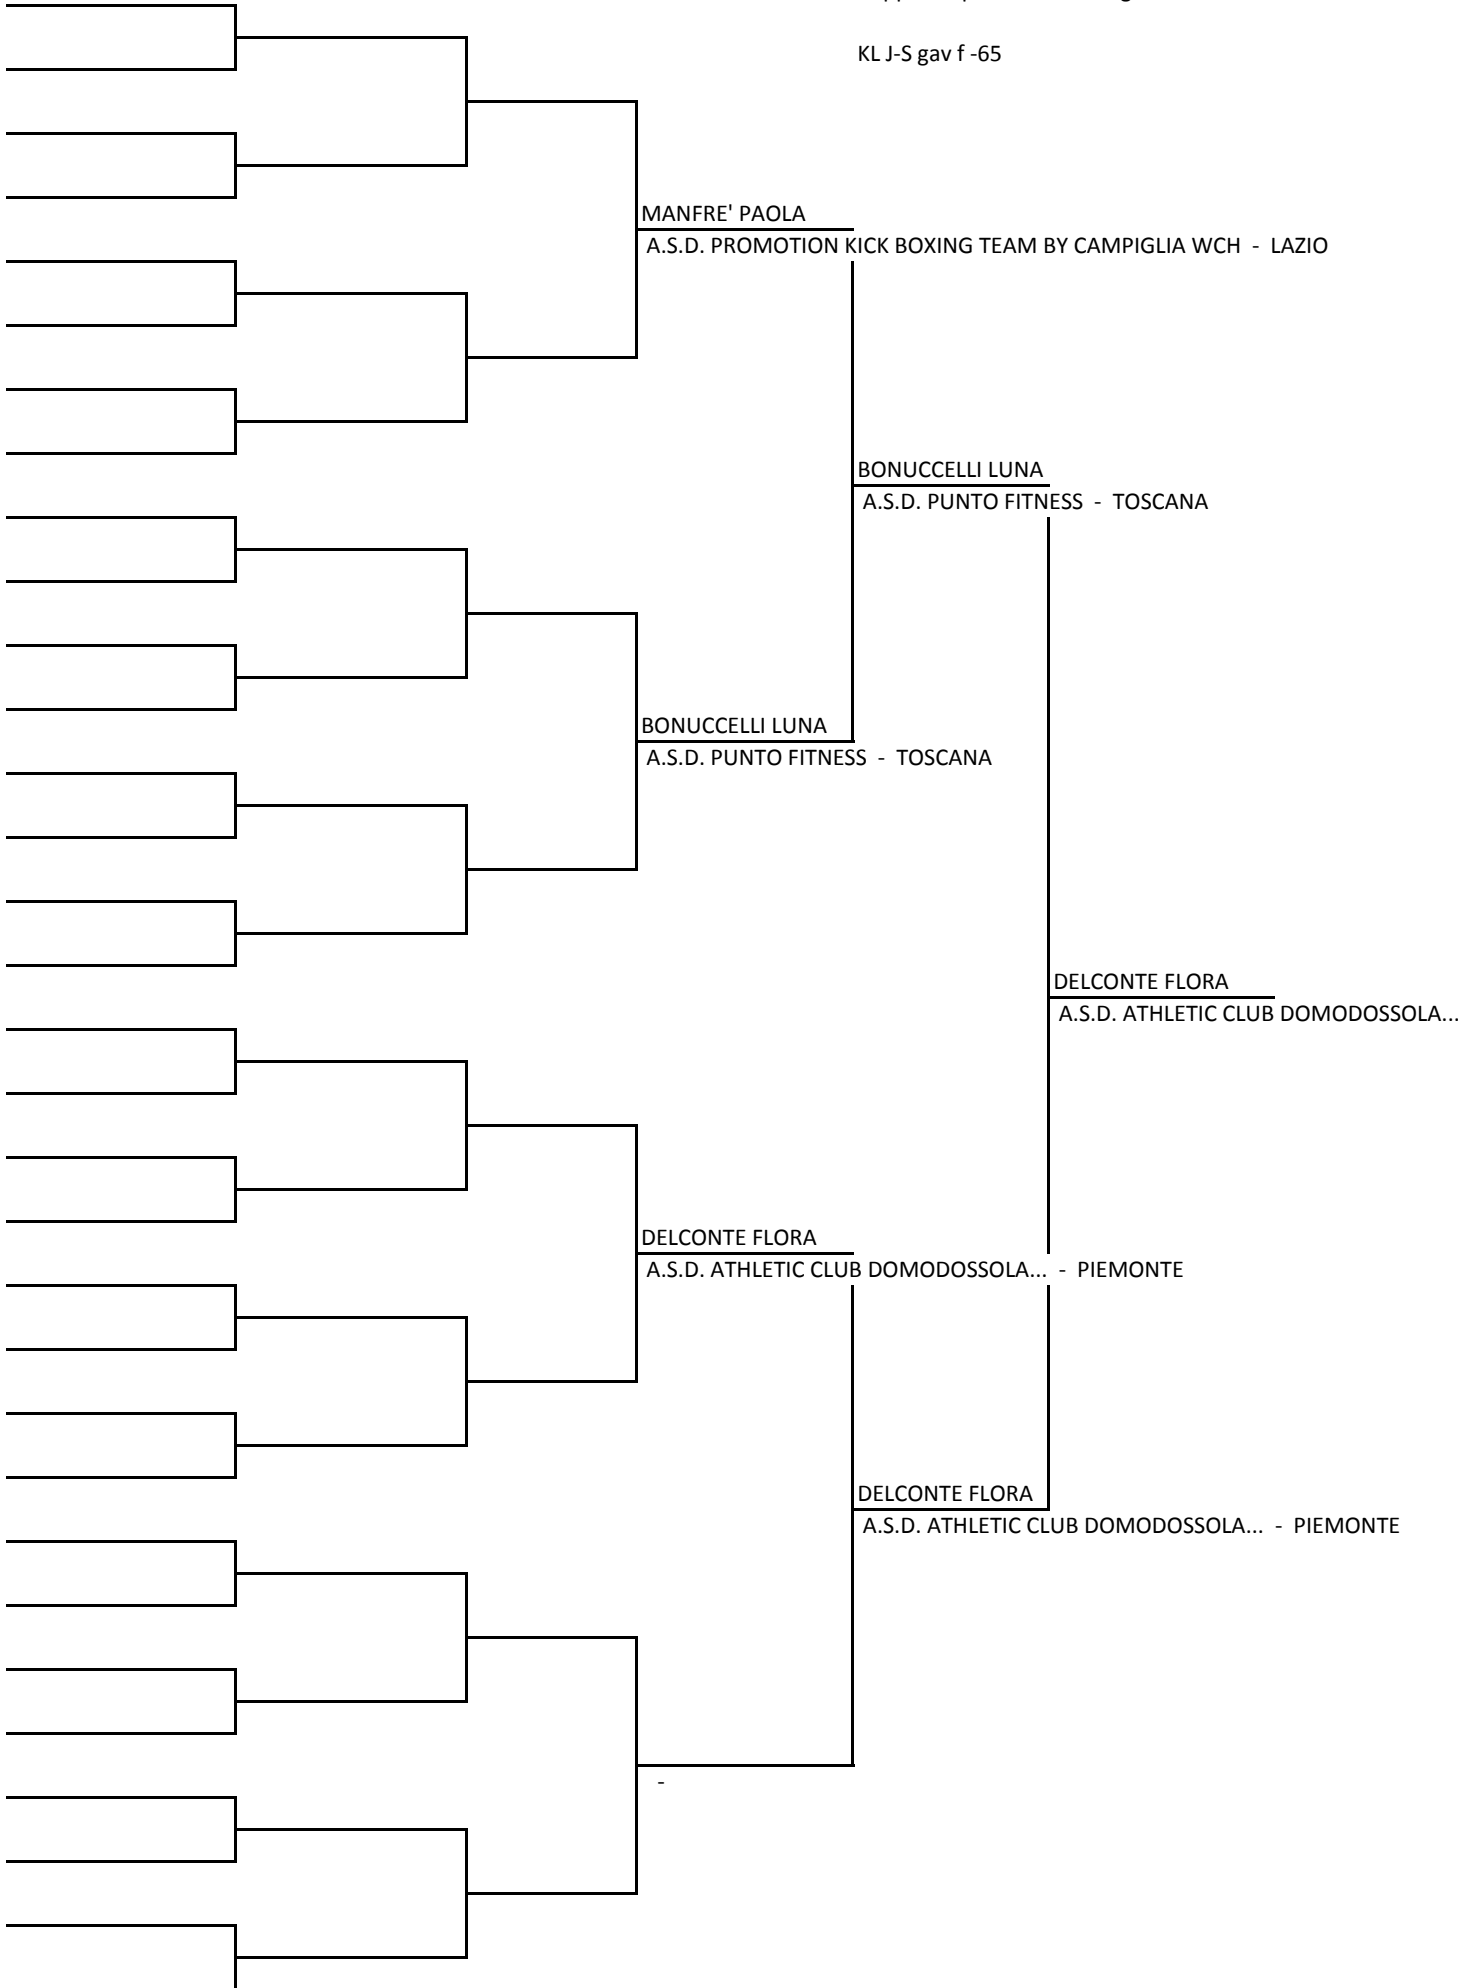 KL J-S gav f -65
MANFRE' PAOLA
A.S.D. PROMOTION KICK BOXING TEAM BY CAMPIGLIA WCH - LAZIO
BONUCCELLI LUNA
A.S.D. PUNTO FITNESS - TOSCANA
BONUCCELLI LUNA
A.S.D. PUNTO FITNESS - TOSCANA
DELCONTE FLORA
A.S.D. ATHLETIC CLUB DOMODOSSOLA...
DELCONTE FLORA
A.S.D. ATHLETIC CLUB DOMODOSSOLA... - PIEMONTE
DELCONTE FLORA
A.S.D. ATHLETIC CLUB DOMODOSSOLA... - PIEMONTE
-